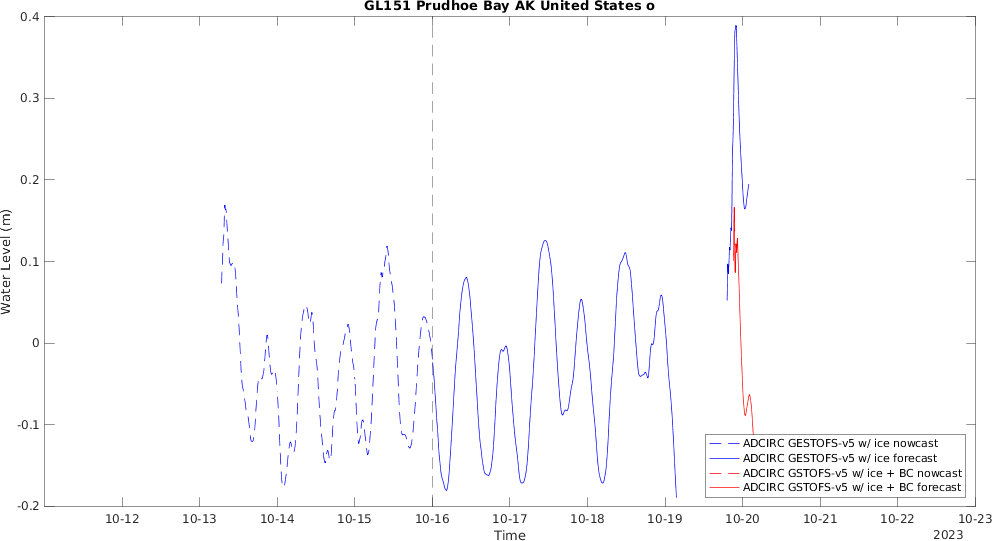 GL151 Prudhoe Bay AK United States o
0.4
0.3
0.2
0.1
0
-0.1
-0.2
Water Level (m)
10-12 10-13 10-14 10-15 10-16 10-17 10-18 10-19 10-20 10-21 10-22 10-23
Time
2023
ADCIRC GESTOFS-v5 w/ ice nowcast
ADCIRC GESTOFS-v5 w/ ice forecast
ADCIRC GSTOFS-v5 w/ ice + BC nowcast
ADCIRC GSTOFS-v5 w/ ice + BC forecast